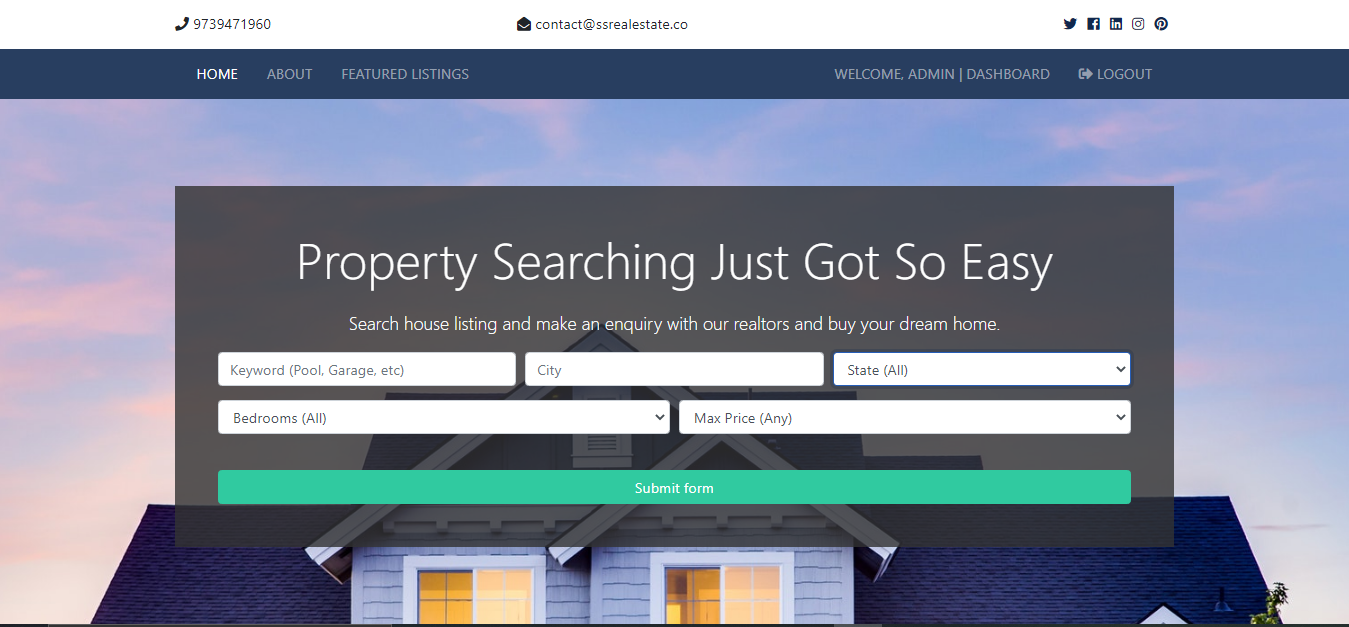 9739471960
contact@ssrealestate.co
HOME ABOUT FEATURED LISTINGS WELCOME, ADMIN | DASHBOARD LOGOUT
Property Searching Just Got So Easy
Search house listing and make an enquiry with our realtors and buy your dream home.
Keyword (Pool, Garage, etc) City State (All)
Bedrooms (All) Max Price (Any)
Submit form